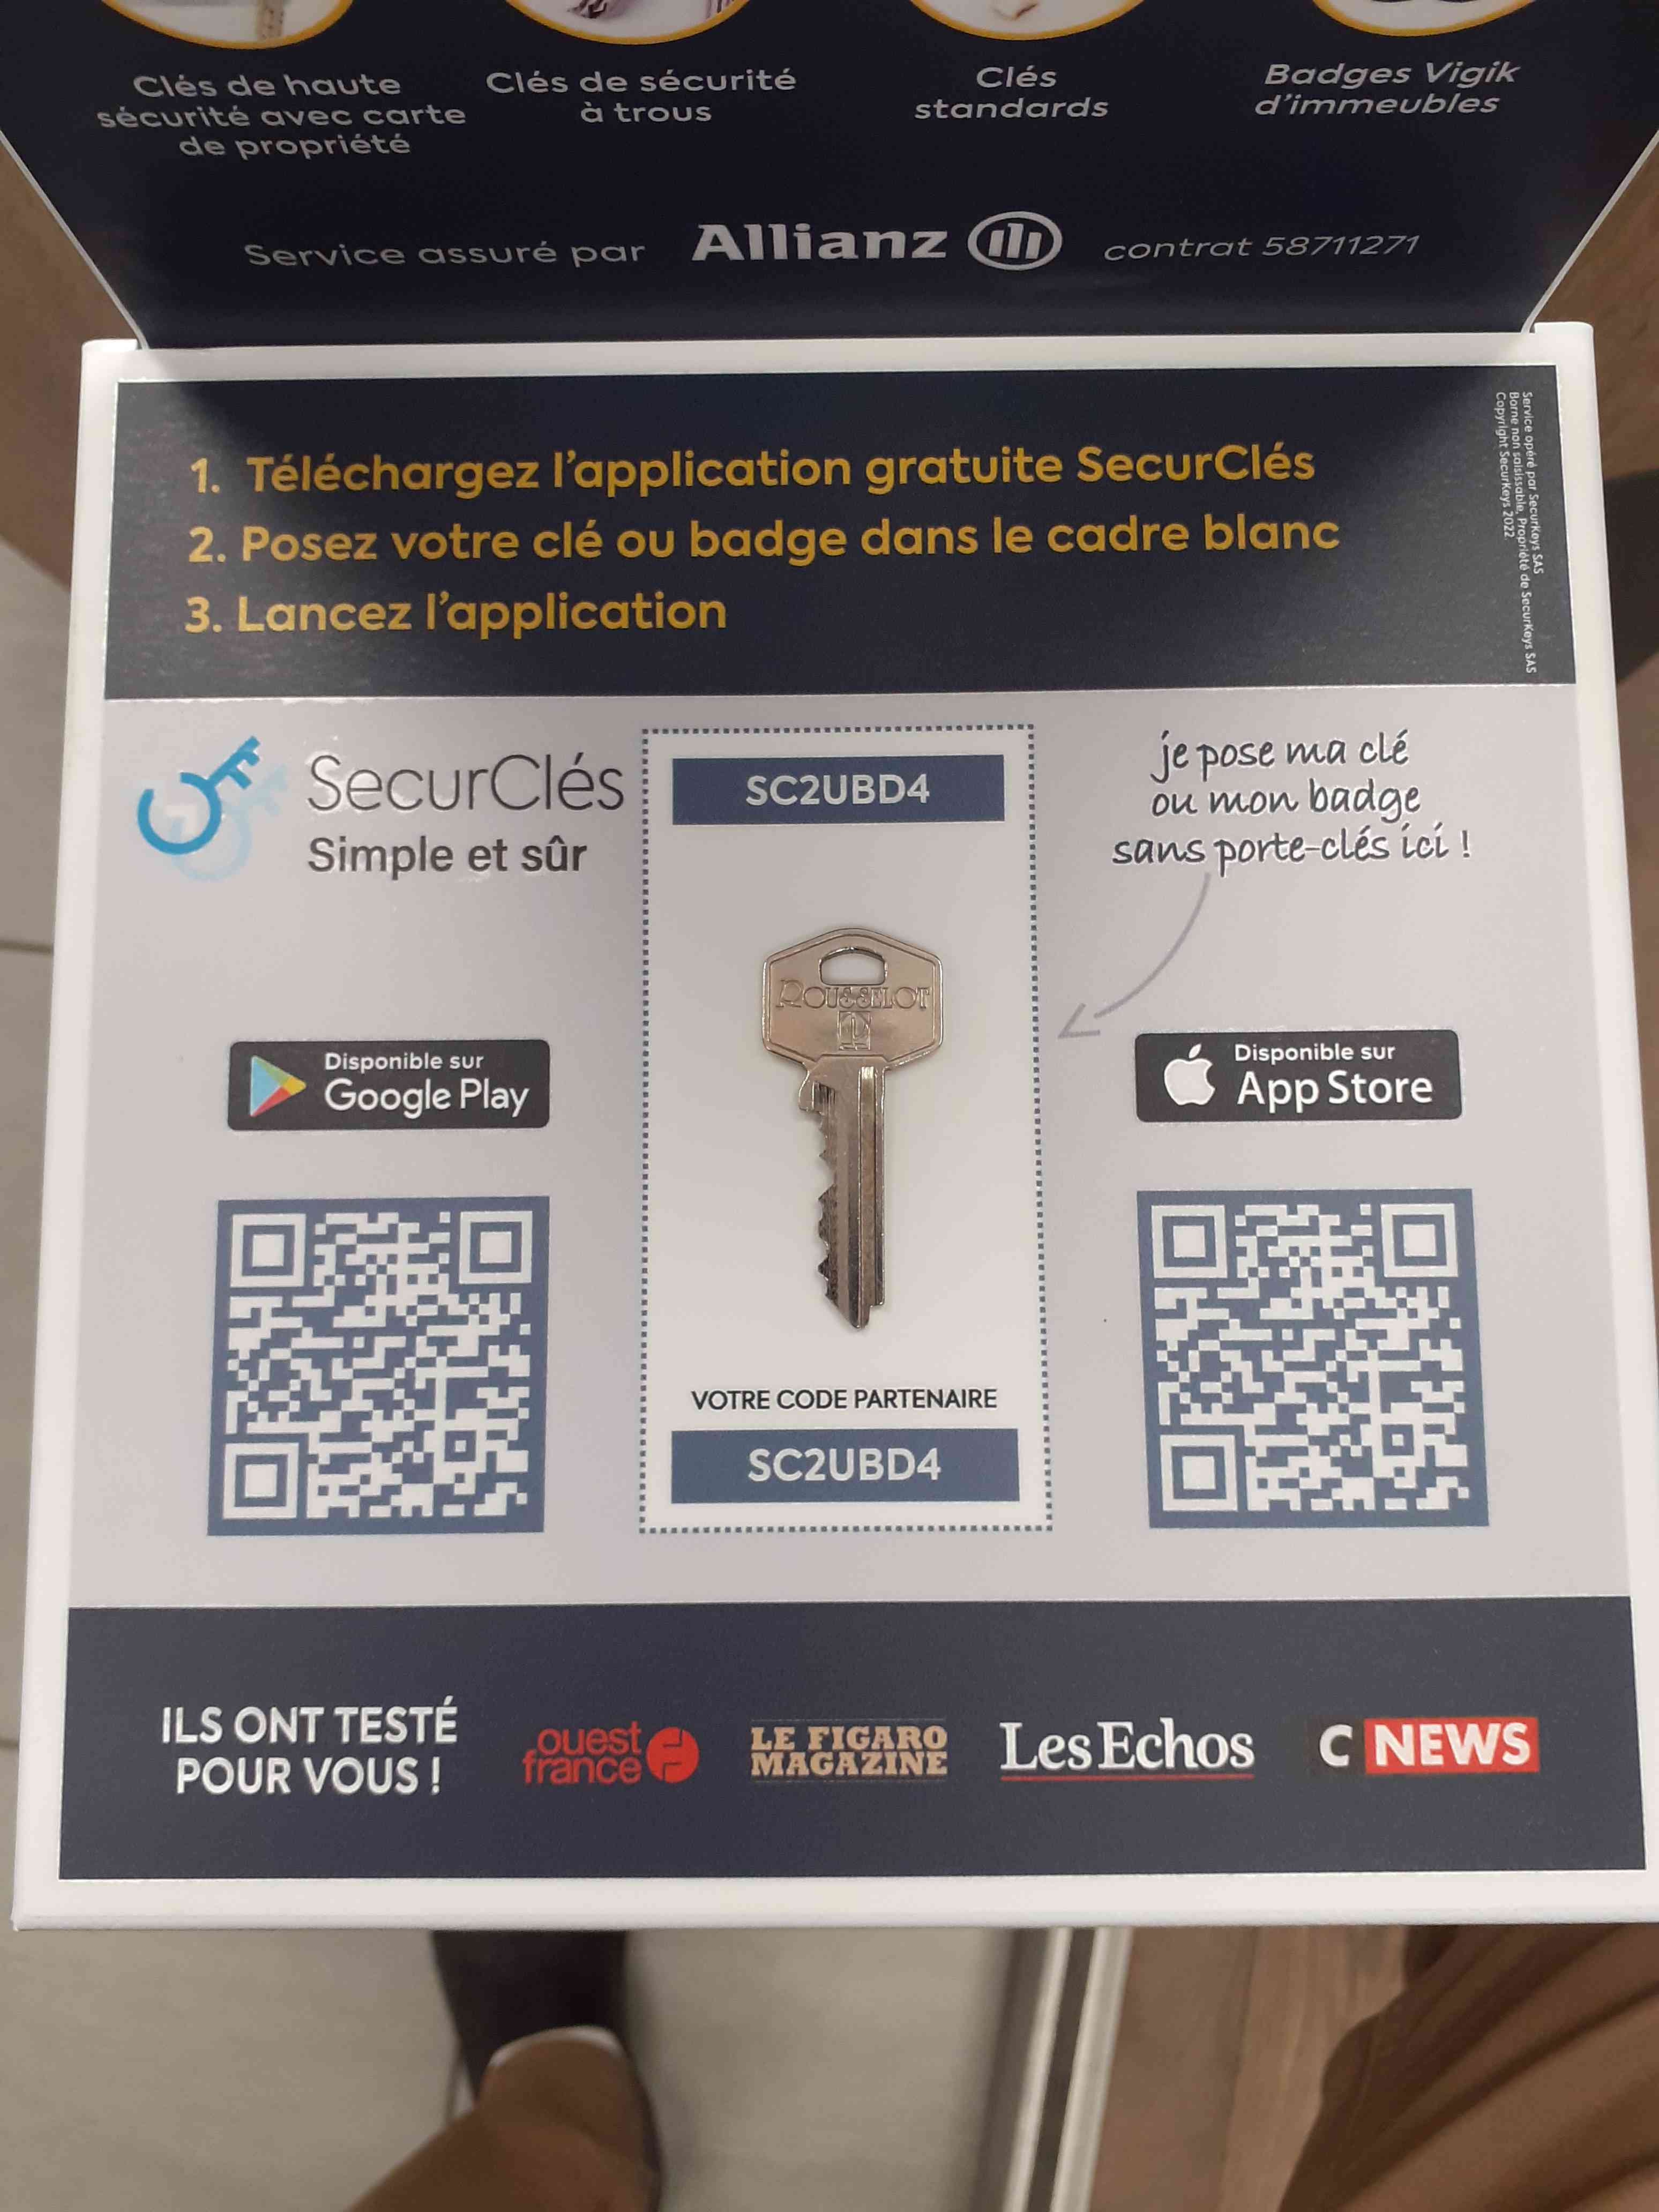 Clés de haute
sécurité avec carte
de propriété
Clés de sécurité
à trous
Clés
standards
Badges Vigik
d'immeubles
Service assuré par Allianz contrat 58711271
1. Téléchargez l'application gratuite SecurClés
2. Posez votre clé ou badge dans le cadre blanc
3. Lancez l'application
Service opéré par SecurKeys SAS
Borne non saisissable, Propriété de SecurKeys SAS
Copyright SecurKeys 2022.
SecurClés
Simple et sûr
SC2UBD4
je pose ma clé
ou mon badge
sans porte-clés ici !
ROUSSELOT
Disponible sur
Google Play
Disponible sur
App Store
VOTRE CODE PARTENAIRE
SC2UBD4
ILS ONT TESTÉ
POUR VOUS !
ouest
france
LE FIGARO
MAGAZINE
Les Echos
C NEWS